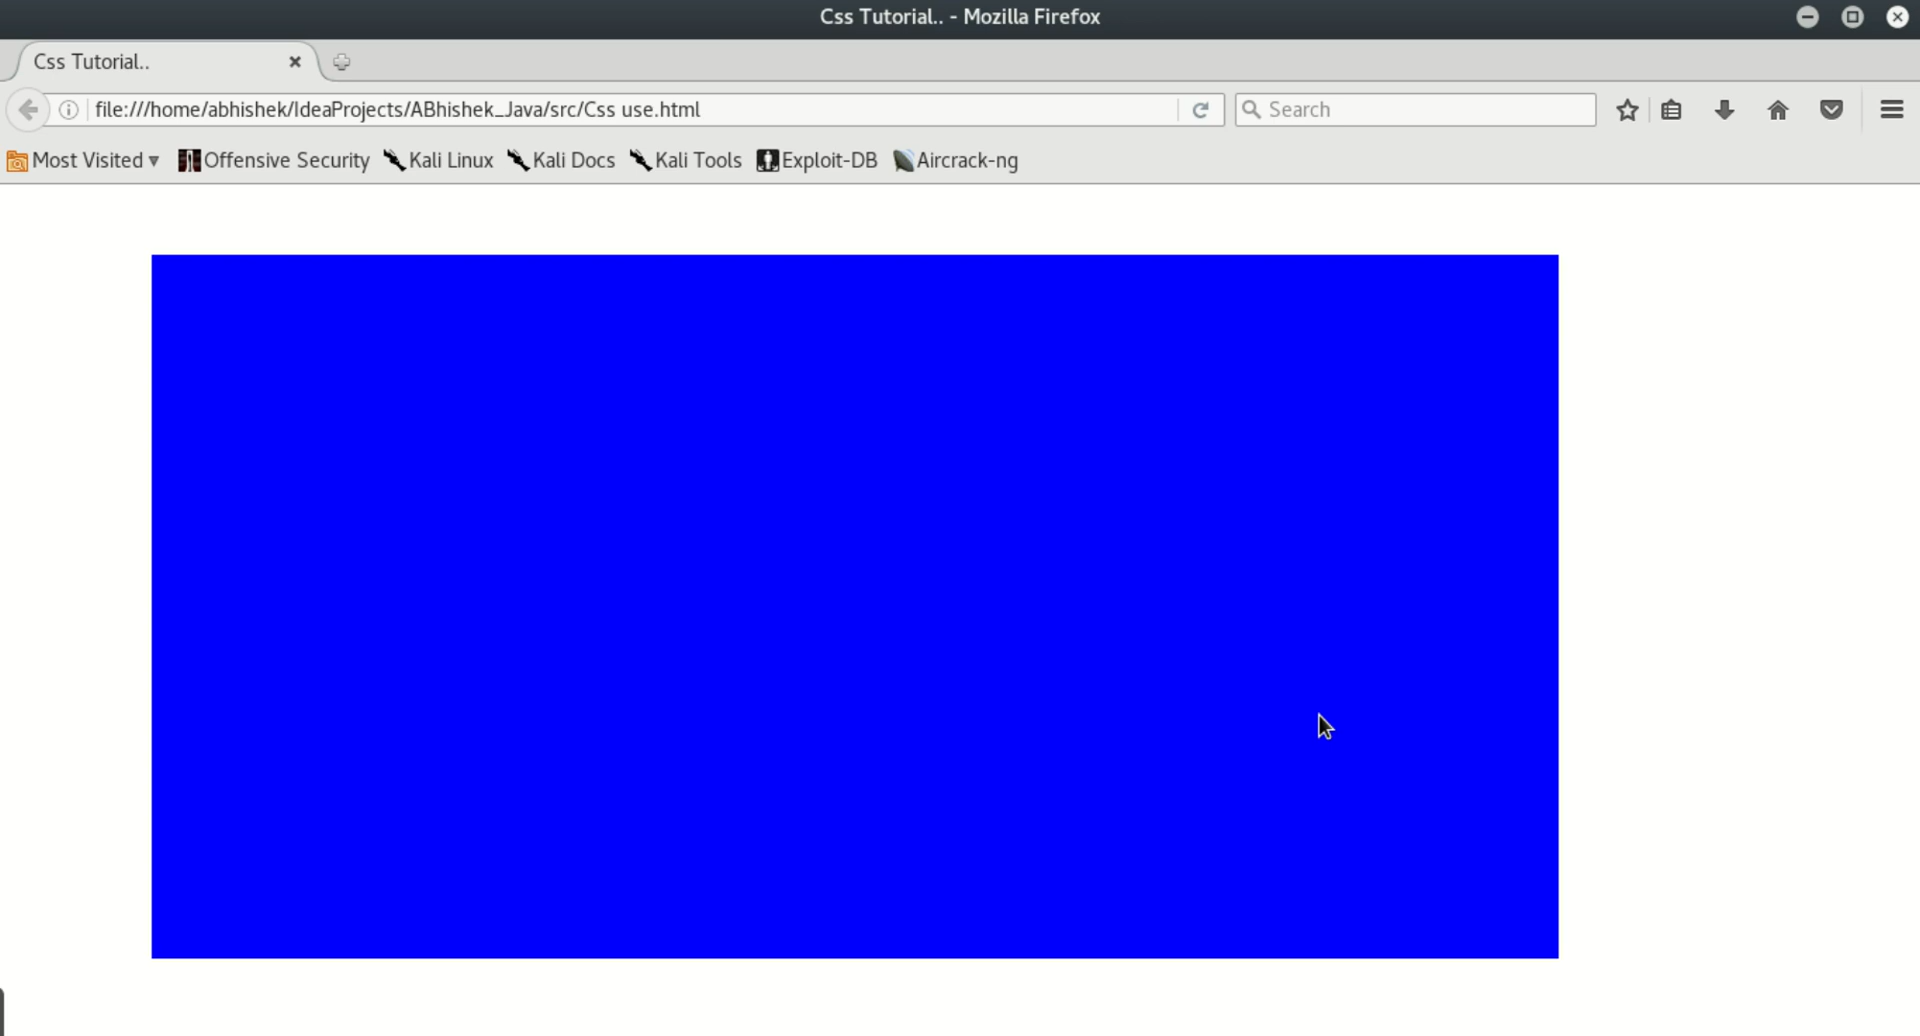 Css Tutorial.. - Mozilla Firefox
Css Tutorial..
file:///home/abhishek/IdeaProjects/ABhishek_Java/src/Css use.html Search
Most Visited Offensive Security Kali Linux Kali Docs Kali Tools Exploit-DB Aircrack-ng